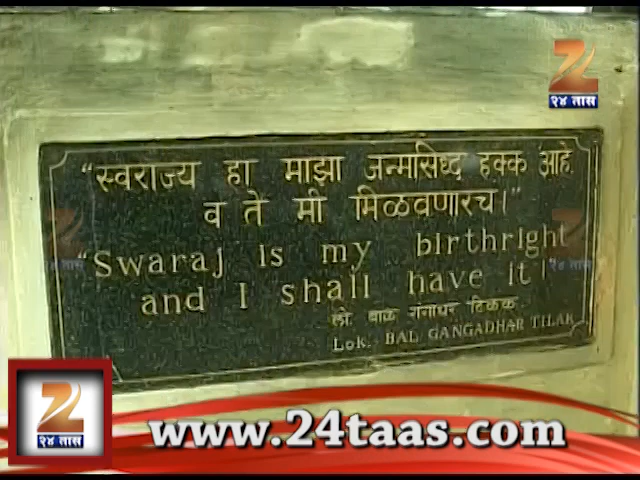 २४ तास
"स्वराज्य हा माझा जन्मसिध्द हक्क आहे.
व ते मी मिळवणारच।"
"Swaraj is my birthright
and I shall have it!"
लो. बाळ गंगाधर टिळक
Lok. BAL GANGADHAR TILAK
२४ तास
www.24taas.com